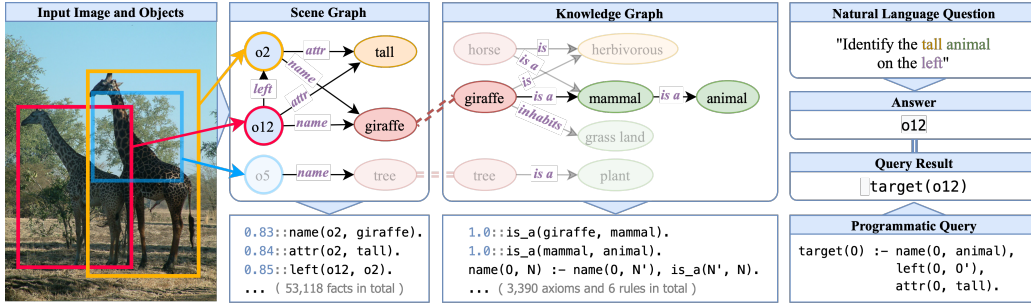 Input Image and Objects
Scene Graph
o2
attr
tall
name
left
attr
o12
name
giraffe
o5
name
tree
0.83::name(o2, giraffe).
0.84::attr(o2, tall).
0.85::left(o12, o2).
... ( 53,118 facts in total )
Knowledge Graph
horse
is
herbivorous
is a
is
giraffe
is a
mammal
is a
animal
inhabits
grass land
tree
is a
plant
1.0::is_a(giraffe, mammal).
1.0::is_a(mammal, animal).
name(O, N) :- name(O, N'), is_a(N', N).
... ( 3,390 axioms and 6 rules in total )
Natural Language Question
"Identify the tall animal
on the left"
Answer
o12
Query Result
target(o12)
Programmatic Query
target(O) :- name(O, animal),
left(O, O'),
attr(O, tall).